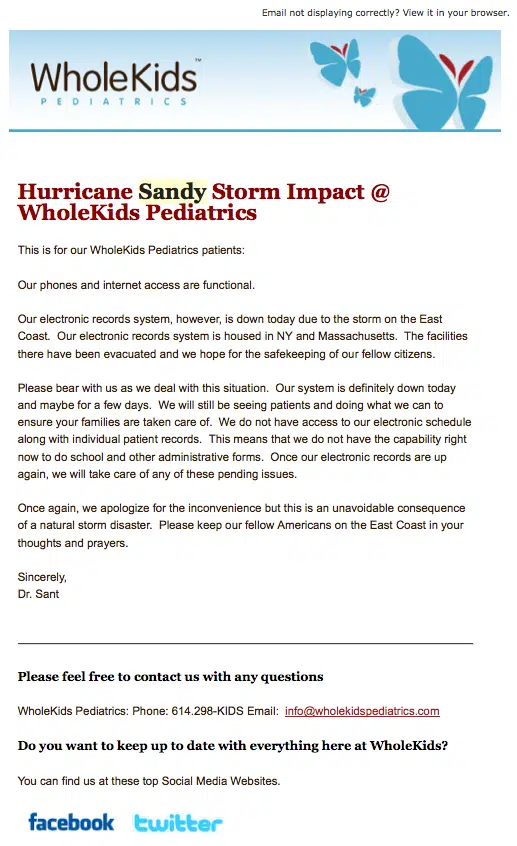 Email not displaying correctly? View it in your browser.
WholeKids™
PEDIATRICS
Hurricane Sandy Storm Impact @
WholeKids Pediatrics
This is for our WholeKids Pediatrics patients:
Our phones and internet access are functional.
Our electronic records system, however, is down today due to the storm on the East
Coast.  Our electronic records system is housed in NY and Massachusetts.  The facilities
there have been evacuated and we hope for the safekeeping of our fellow citizens.
Please bear with us as we deal with this situation.  Our system is definitely down today
and maybe for a few days.  We will still be seeing patients and doing what we can to
ensure your families are taken care of.  We do not have access to our electronic schedule
along with individual patient records.  This means that we do not have the capability right
now to do school and other administrative forms.  Once our electronic records are up
again, we will take care of any of these pending issues.
Once again, we apologize for the inconvenience but this is an unavoidable consequence
of a natural storm disaster.  Please keep our fellow Americans on the East Coast in your
thoughts and prayers.
Sincerely,
Dr. Sant
Please feel free to contact us with any questions
WholeKids Pediatrics: Phone: 614.298-KIDS Email:  info@wholekidspediatrics.com
Do you want to keep up to date with everything here at WholeKids?
You can find us at these top Social Media Websites.
facebook twitter